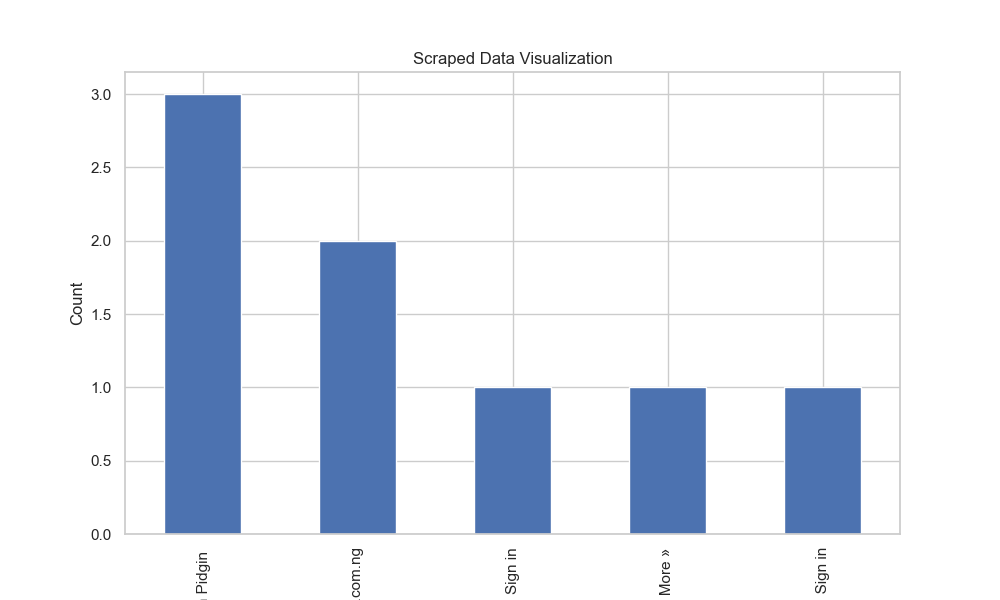 Scraped Data Visualization
Count
3.0
2.5
2.0
1.5
1.0
0.5
0.0
Pidgin
.com.ng
Sign in
More »
Sign in